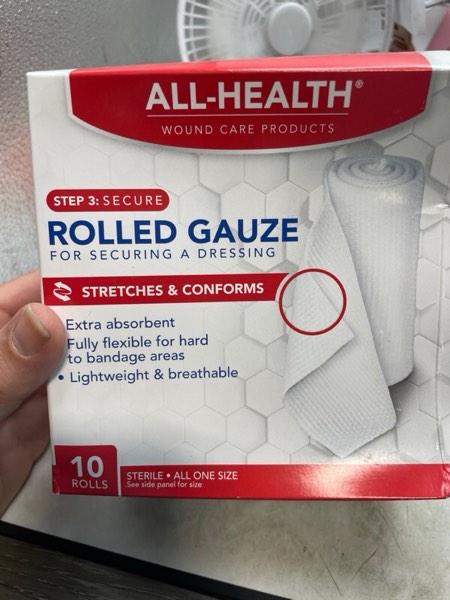 ALL-HEALTH®
WOUND CARE PRODUCTS
STEP 3: SECURE
ROLLED GAUZE
FOR SECURING A DRESSING
STRETCHES & CONFORMS
Extra absorbent
Fully flexible for hard
to bandage areas
• Lightweight & breathable
10
ROLLS
STERILE • ALL ONE SIZE
See side panel for size